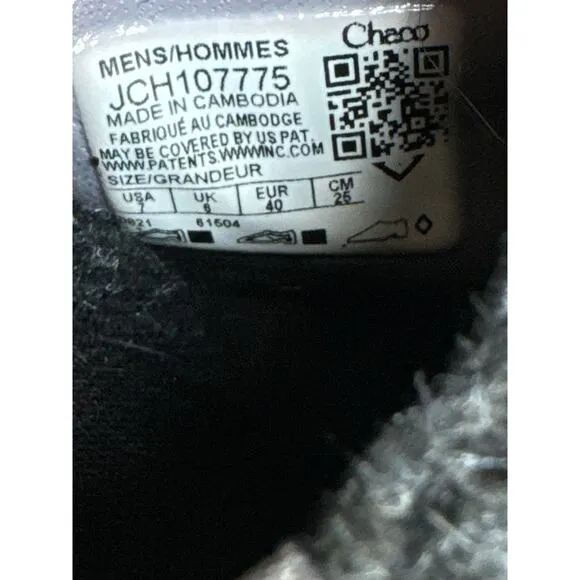 Chaco
MENS/HOMMES
JCH107775
MADE IN CAMBODIA
FABRIQUÉ AU CAMBODGE
MAY BE COVERED BY US PAT.
WWW.PATENTS.WWWINC.COM
SIZE/GRANDEUR
USA UK EUR CM
7 6 40 25
61504